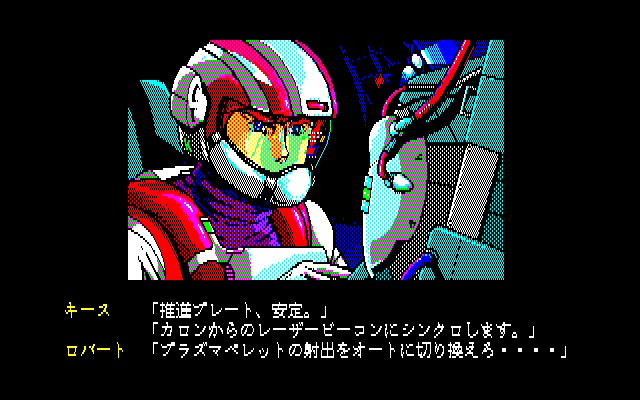 キース 「推進プレート、安定。」
「カロンからのレーザービーコンにシンクロします。」
ロバート 「プラズマペレットの射出をオートに切り換えろ・・・・」